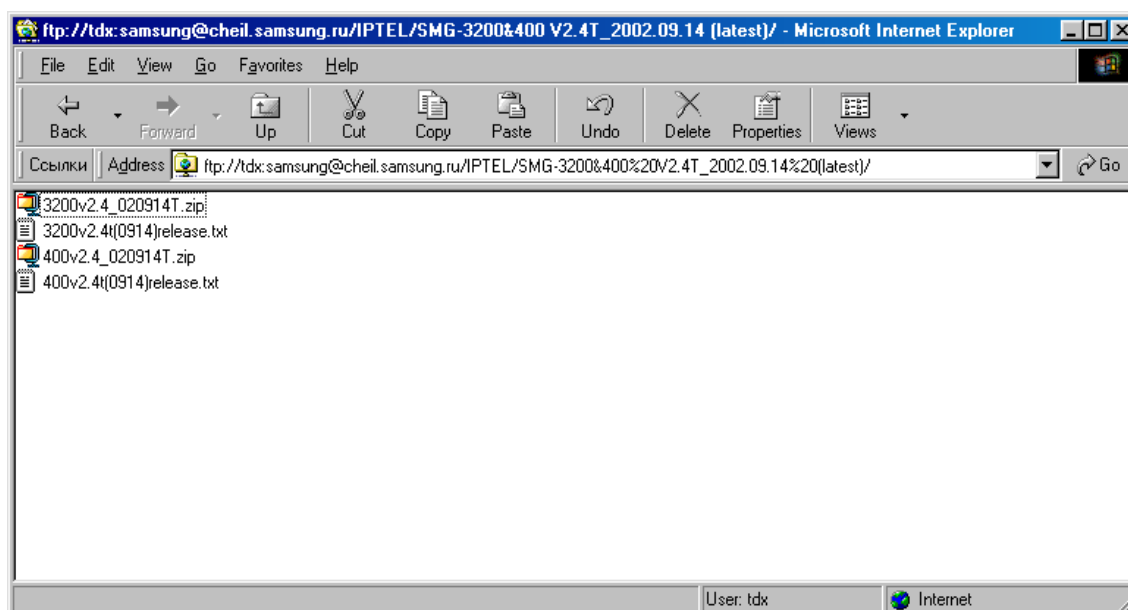 ftp://tdx:samsung@cheil.samsung.ru/IPTEL/SMG-3200&400 V2.4T_2002.09.14 (latest)/ - Microsoft Internet Explorer
File Edit View Go Favorites Help
Back Forward Up Cut Copy Paste Undo Delete Properties Views
Ссылки Address ftp://tdx:samsung@cheil.samsung.ru/IPTEL/SMG-3200&400%20V2.4T_2002.09.14%20(latest)/ Go
3200v2.4_020914T.zip
3200v2.4t(0914)release.txt
400v2.4_020914T.zip
400v2.4t(0914)release.txt
User: tdx Internet